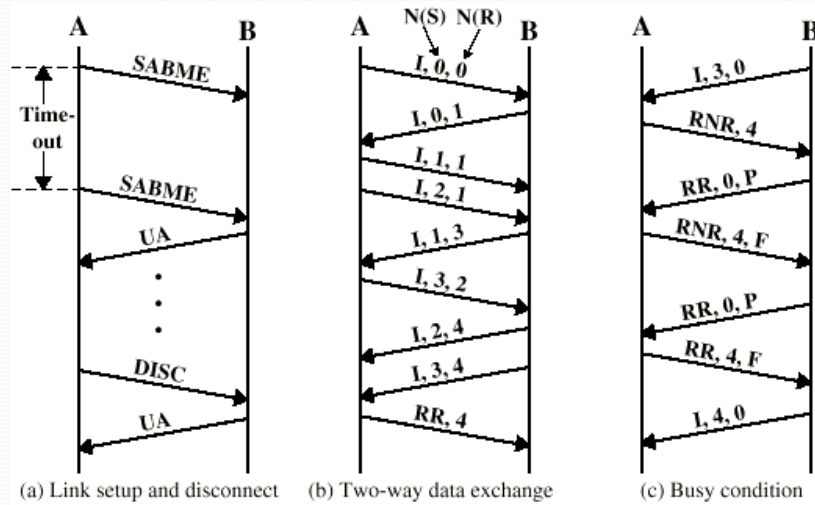 A
B
SABME
Time-
out
SABME
UA
DISC
UA
(a) Link setup and disconnect
N(S) N(R)
A
B
I, 0, 0
I, 0, 1
I, 1, 1
I, 2, 1
I, 1, 3
I, 3, 2
I, 2, 4
I, 3, 4
RR, 4
(b) Two-way data exchange
A
B
I, 3, 0
RNR, 4
RR, 0, P
RNR, 4, F
RR, 0, P
RR, 4, F
I, 4, 0
(c) Busy condition